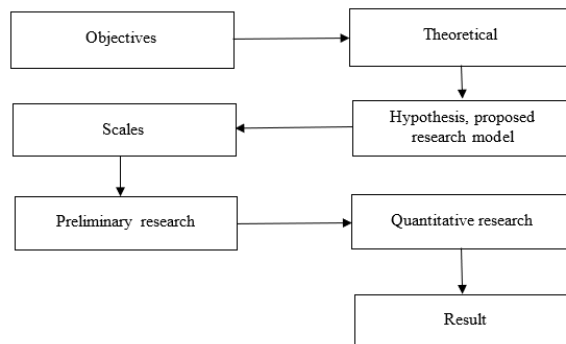 Objectives
Theoretical
Hypothesis, proposed
research model
Scales
Preliminary research
Quantitative research
Result